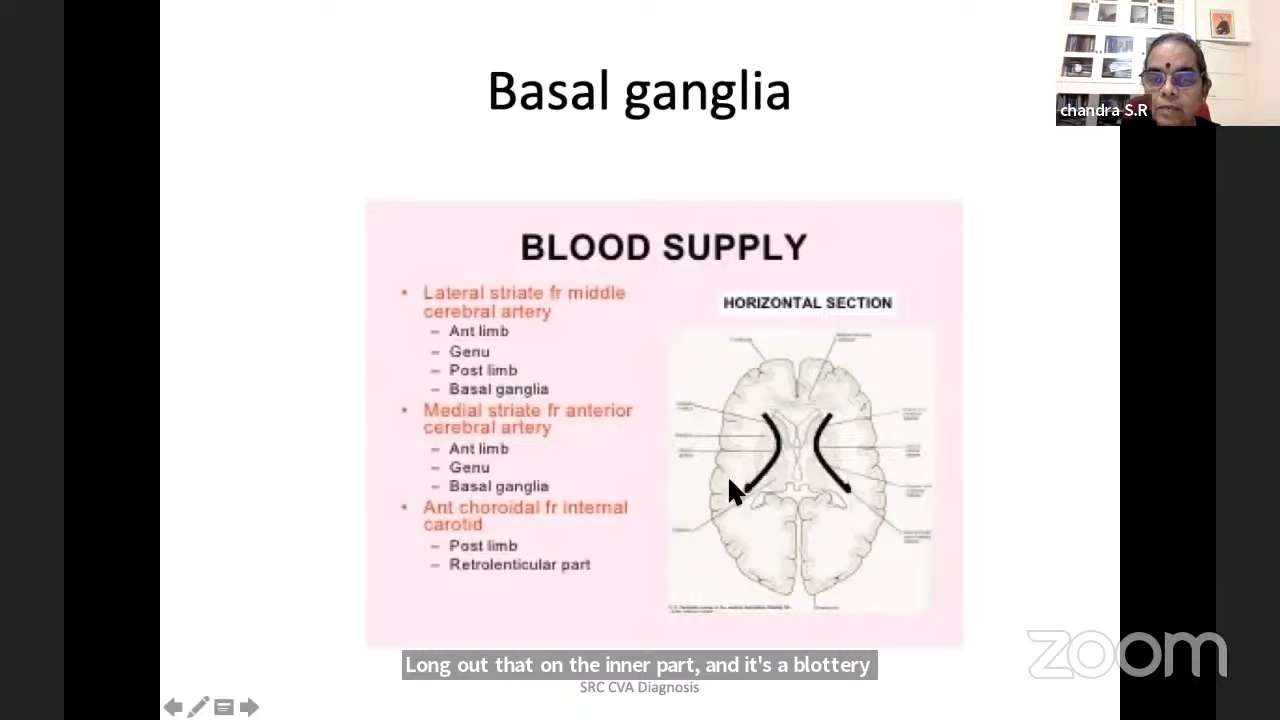 chandra S.R
Basal ganglia
BLOOD SUPPLY
• Lateral striate fr middle
cerebral artery
– Ant limb
– Genu
– Post limb
– Basal ganglia
• Medial striate fr anterior
cerebral artery
– Ant limb
– Genu
– Basal ganglia
• Ant choroidal fr internal
carotid
– Post limb
– Retrolenticular part
HORIZONTAL SECTION
Long out that on the inner part, and it's a blottery
SRC CVA Diagnosis
zoom